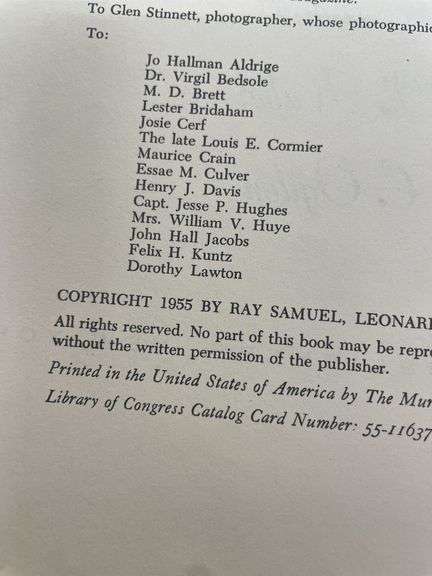 To Glen Stinnett, photographer, whose
To:
Jo Hallman Aldrige
Dr. Virgil Bedsole
M. D. Brett
Lester Bridaham
Josie Cerf
The late Louis E. Cormier
Maurice Crain
Essae M. Culver
Henry J. Davis
Capt. Jesse P. Hughes
Mrs. William V. Huye
John Hall Jacobs
Felix H. Kuntz
Dorothy Lawton
COPYRIGHT 1955 BY RAY SAMUEL,
All rights reserved. No part of this book may be
without the written permission of the publisher.
Printed in the United States of America by The
Library of Congress Catalog Card Number: 55-11637